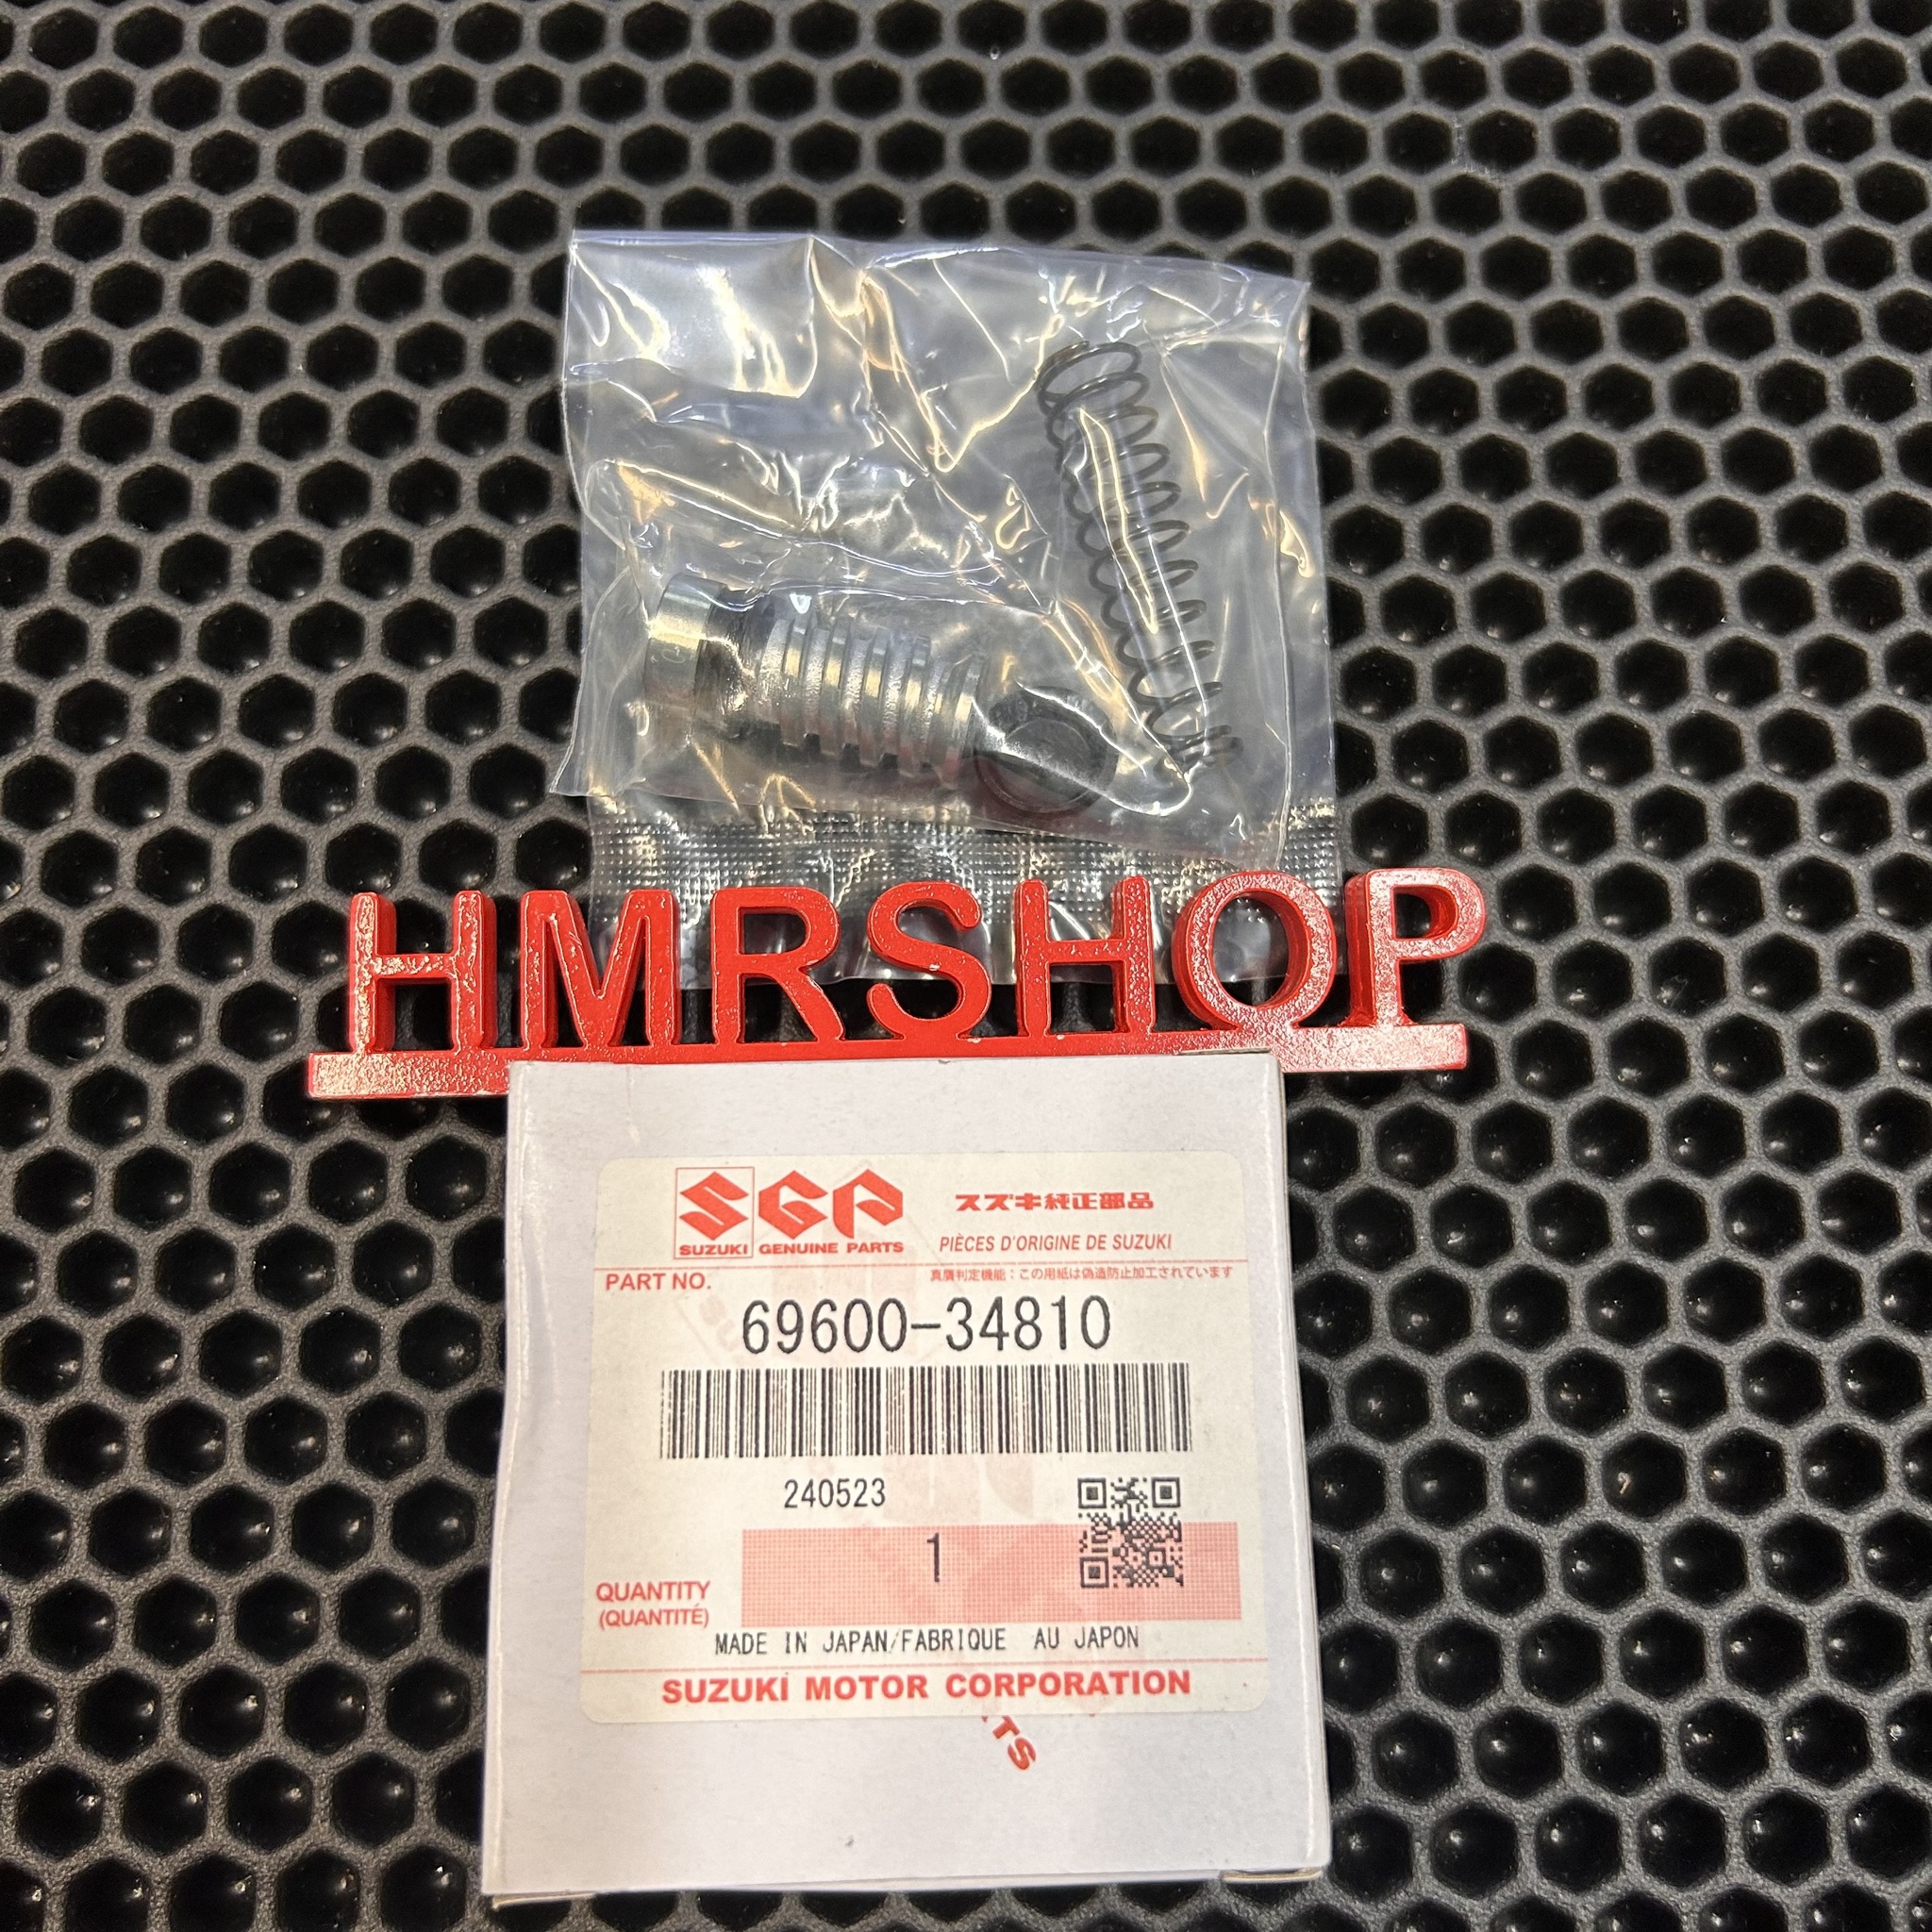 HMRSHOP
SGP
SUZUKI GENUINE PARTS
スズキ純正部品
PIÈCES D'ORIGINE DE SUZUKI
PART NO.
真贋判定機能:この用紙は偽造防止加工されています
69600-34810
240523
1
QUANTITY
(QUANTITÉ)
MADE IN JAPAN/FABRIQUE AU JAPON
SUZUKI MOTOR CORPORATION